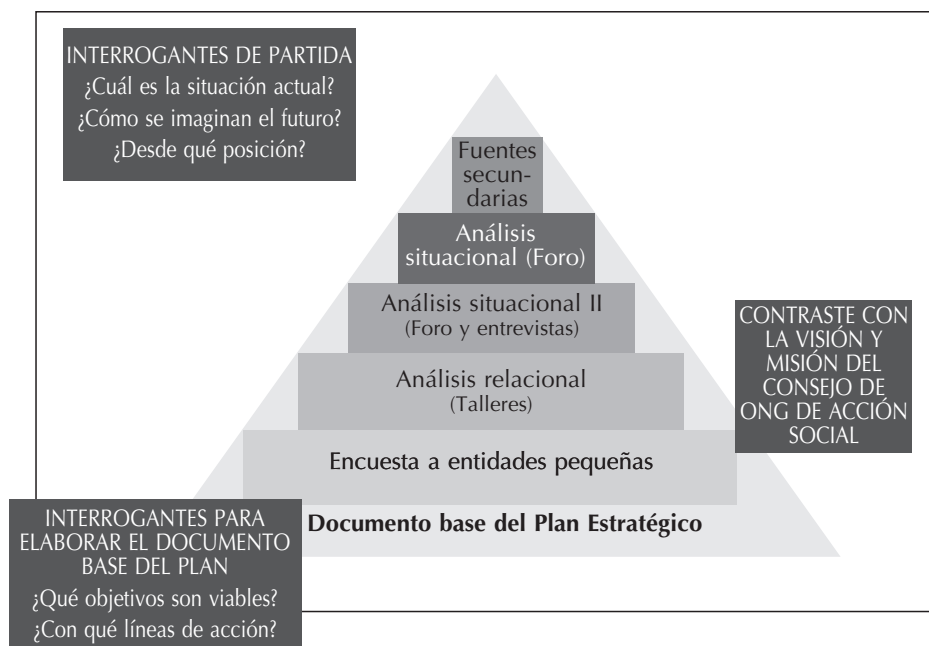 INTERROGANTES DE PARTIDA
¿Cuál es la situación actual?
¿Cómo se imaginan el futuro?
¿Desde qué posición?
Fuentes
secun-
darias
Análisis
situacional (Foro)
Análisis situacional II
(Foro y entrevistas)
Análisis relacional
(Talleres)
Encuesta a entidades pequeñas
Documento base del Plan Estratégico
CONTRASTE CON
LA VISIÓN Y
MISIÓN DEL
CONSEJO DE
ONG DE ACCIÓN
SOCIAL
INTERROGANTES PARA
ELABORAR EL DOCUMENTO
BASE DEL PLAN
¿Qué objetivos son viables?
¿Con qué líneas de acción?